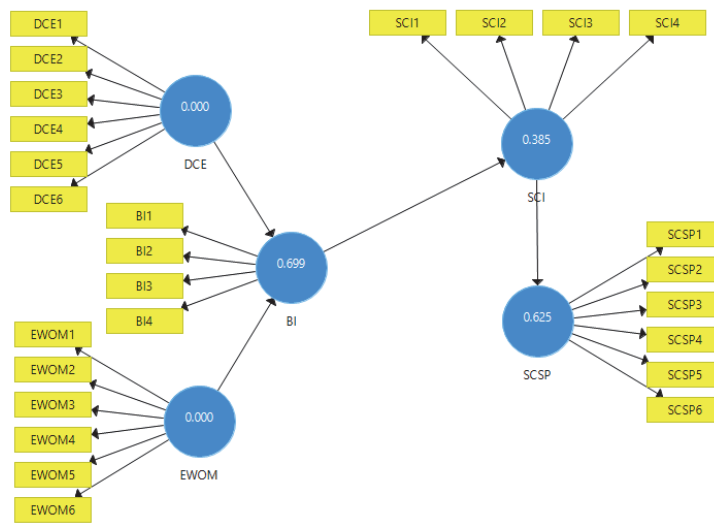 DCE1
DCE2
DCE3
DCE4
DCE5
DCE6
0.000
DCE
BI1
BI2
BI3
BI4
0.699
BI
EWOM1
EWOM2
EWOM3
EWOM4
EWOM5
EWOM6
0.000
EWOM
SCI1
SCI2
SCI3
SCI4
0.385
SCI
0.625
SCSP
SCSP1
SCSP2
SCSP3
SCSP4
SCSP5
SCSP6